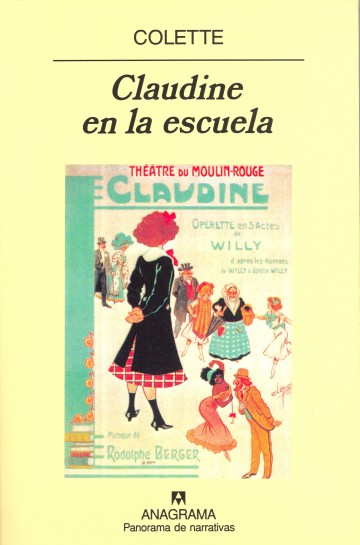 COLETTE
Claudine
en la escuela
THÉÂTRE DU MOULIN-ROUGE
CLAUDINE
OPERETTE en 3 Actes
de
WILLY
d'après les Romans
de WILLY & Colette WILLY
Musique de
Rodolphe BERGER
ANAGRAMA
Panorama de narrativas